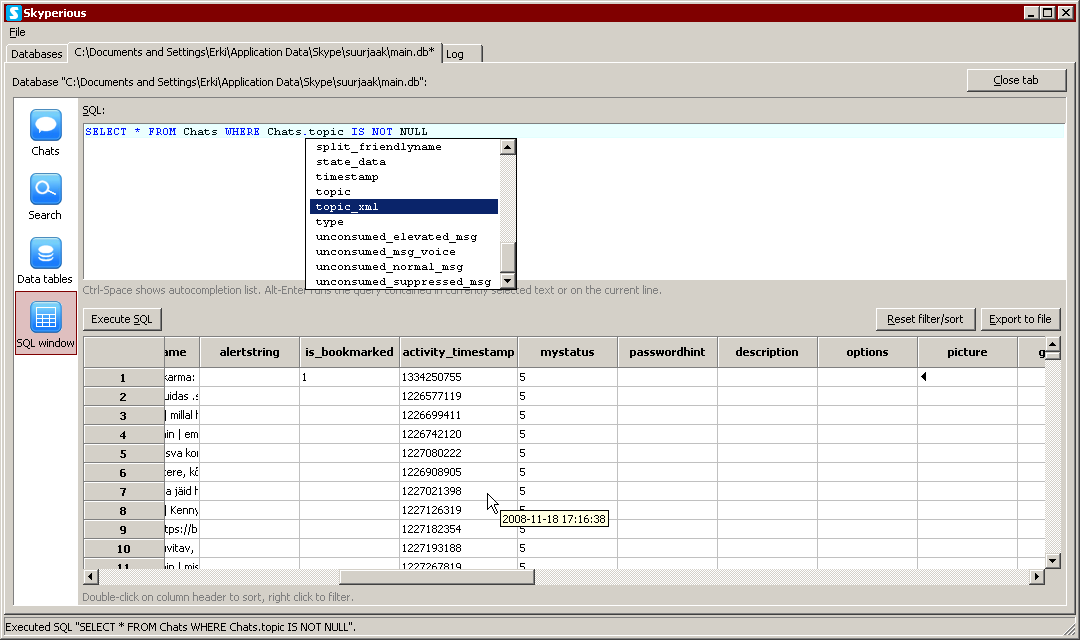 Skyperious
File
Databases C:\Documents and Settings\Erki\Application Data\Skype\suurjaak\main.db* Log
Database "C:\Documents and Settings\Erki\Application Data\Skype\suurjaak\main.db": Close tab
Chats
Search
Data tables
SQL window
SQL:
SELECT * FROM Chats WHERE Chats.topic IS NOT NULL
split_friendlyname
state_data
timestamp
topic
topic_xml
type
unconsumed_elevated_msg
unconsumed_msg_voice
unconsumed_normal_msg
unconsumed_suppressed_msg
Ctrl-Space shows autocompletion list. Alt-Enter runs the query contained in currently selected text or on the current line.
Execute SQL Reset filter/sort Export to file
ame alertstring is_bookmarked activity_timestamp mystatus passwordhint description options picture g
1 karma: 1 1334250755 5
2 uidas .s 1226577119 5
3 | millal h 1226699411 5
4 in | em 1226742120 5
5 sva kor 1227080222 5
6 tere, kõ 1226908905 5
7 a jäid h 1227021398 5
8 | Kenny 1227126319 5
2008-11-18 17:16:38
9 tps://b 1227182354 5
10 uvitav, 1227193188 5
11 in | mis 1227267819 5
Double-click on column header to sort, right click to filter.
Executed SQL "SELECT * FROM Chats WHERE Chats.topic IS NOT NULL".